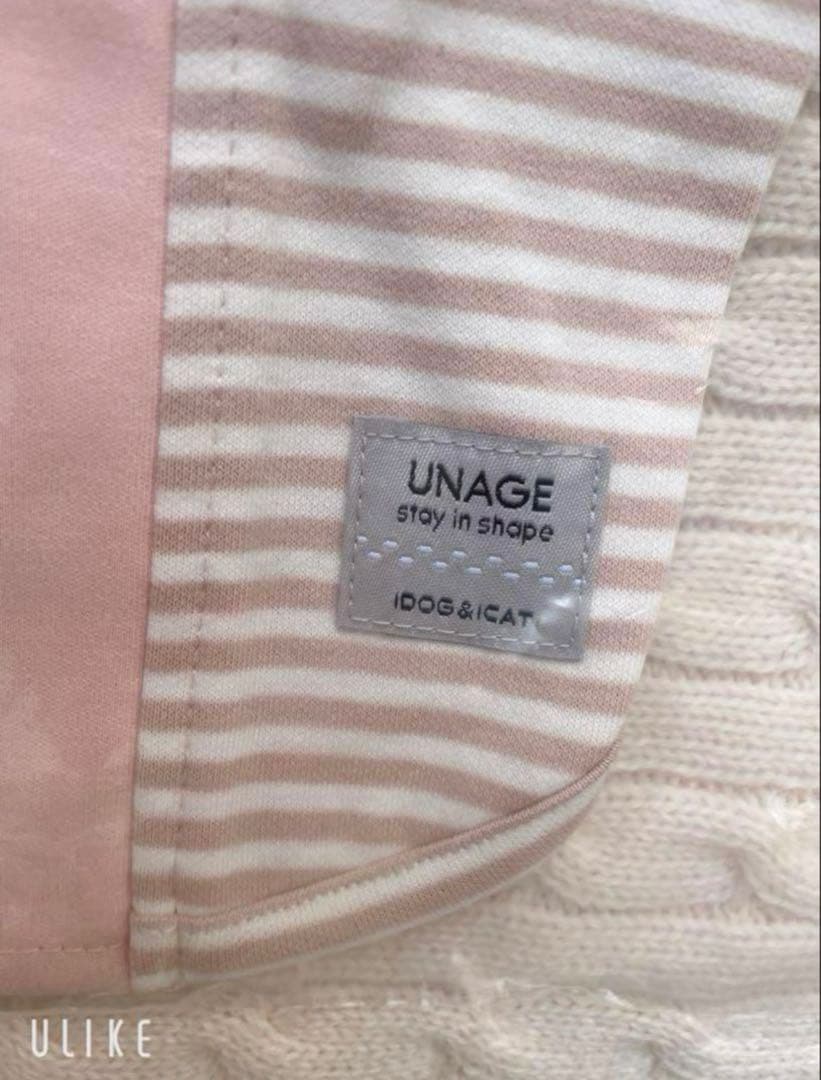 UNAGE
stay in shape
IDOG&ICAT
ULIKE